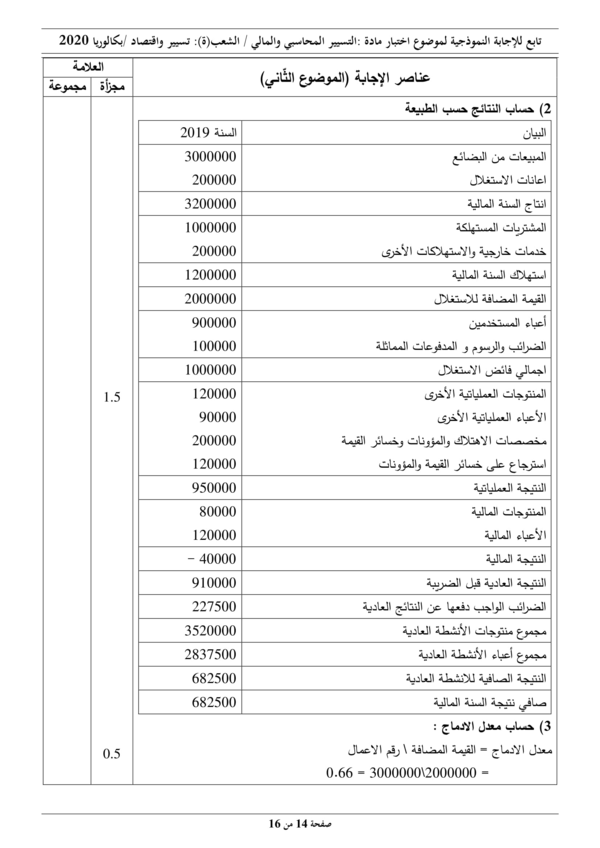 تابع للإجابة النموذجية لموضوع اختبار مادة :التسيير المحاسبي والمالي / الشعب(ة): تسيير واقتصاد /بكالوريا 2020
العلامة
عناصر الإجابة (الموضوع الثّاني)
مجزأة مجموعة
2) حساب النتائج حسب الطبيعة
البيان السنة 2019
المبيعات من البضائع 3000000
اعانات الاستغلال 200000
انتاج السنة المالية 3200000
المشتريات المستهلكة 1000000
خدمات خارجية والاستهلاكات الأخرى 200000
استهلاك السنة المالية 1200000
القيمة المضافة للاستغلال 2000000
أعباء المستخدمين 900000
الضرائب والرسوم و المدفوعات المماثلة 100000
اجمالي فائض الاستغلال 1000000
المنتوجات العملياتية الأخرى 120000
1.5
الأعباء العملياتية الأخرى 90000
مخصصات الاهتلاك والمؤونات وخسائر القيمة 200000
استرجاع على خسائر القيمة والمؤونات 120000
النتيجة العملياتية 950000
المنتوجات المالية 80000
الأعباء المالية 120000
النتيجة المالية 40000 –
النتيجة العادية قبل الضريبة 910000
الضرائب الواجب دفعها عن النتائج العادية 227500
مجموع منتوجات الأنشطة العادية 3520000
مجموع أعباء الأنشطة العادية 2837500
النتيجة الصافية للانشطة العادية 682500
صافي نتيجة السنة المالية 682500
3) حساب معدل الادماج :
معدل الادماج = القيمة المضافة \ رقم الاعمال
0.5
= 2000000\3000000 = 0.66
صفحة 14 من 16